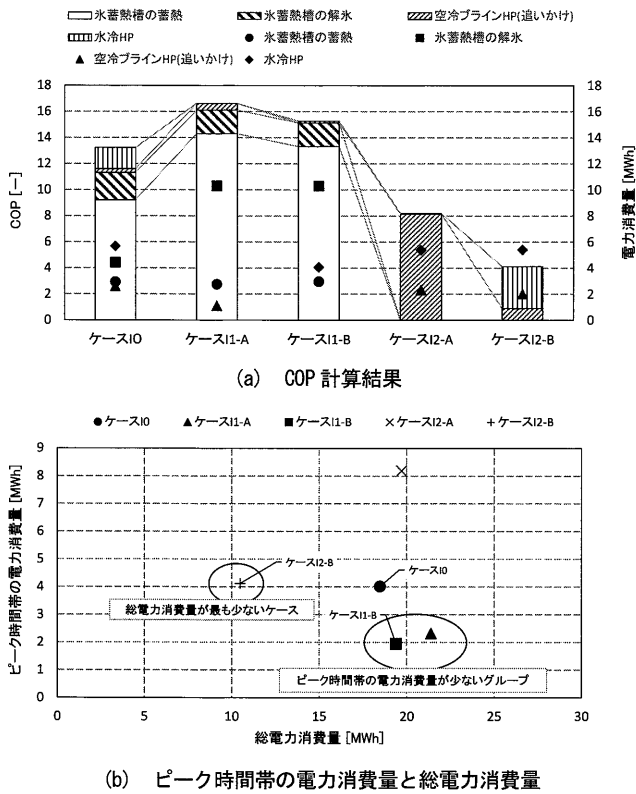 氷蓄熱槽の蓄熱 氷蓄熱槽の解氷 空冷ブラインHP(追いかけ)
水冷HP 氷蓄熱槽の蓄熱 氷蓄熱槽の解氷
空冷ブラインHP(追いかけ) 水冷HP
COP [ー]
18
16
14
12
10
8
6
4
2
0
18
16
14
12
10
8
6
4
2
0
電力消費量 [MWh]
ケースI0 ケースI1-A ケースI1-B ケースI2-A ケースI2-B
(a) COP 計算結果
ケースI0 ケースI1-A ケースI1-B ケースI2-A ケースI2-B
ピーク時間帯の電力消費量 [MWh]
9
8
7
6
5
4
3
2
1
0
ケースI2-B
ケースI0
総電力消費量が最も少ないケース
ケースI1-B
ピーク時間帯の電力消費量が少ないグループ
0 5 10 15 20 25 30
総電力消費量 [MWh]
(b) ピーク時間帯の電力消費量と総電力消費量